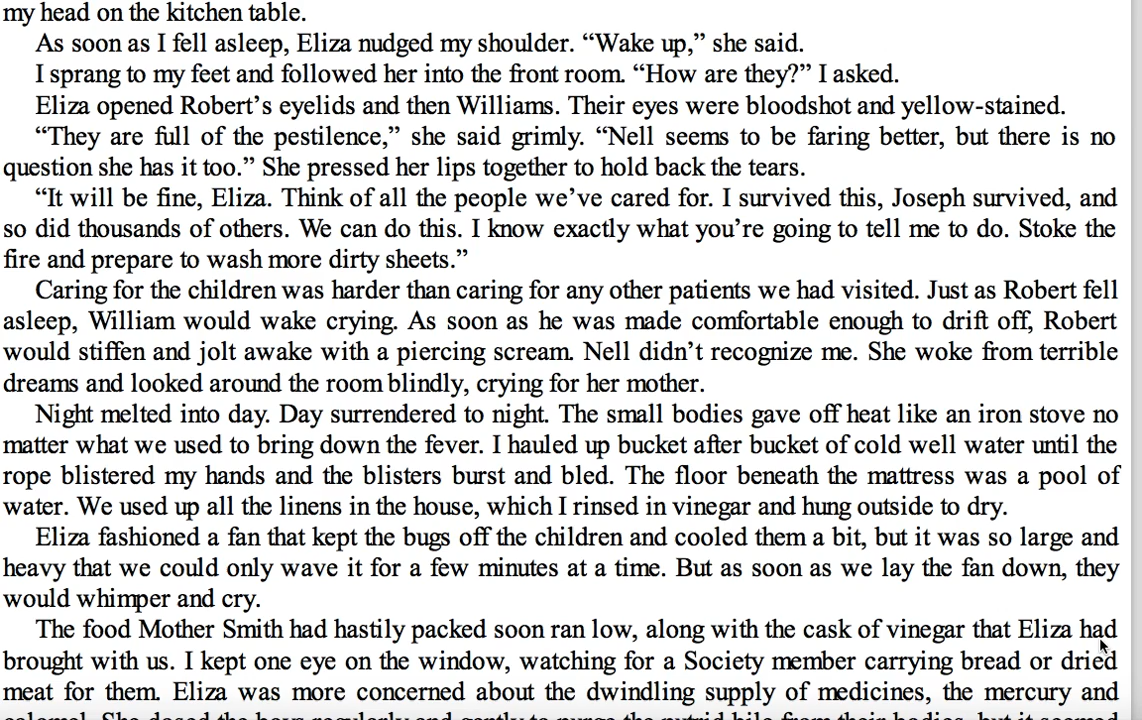 my head on the kitchen table.
As soon as I fell asleep, Eliza nudged my shoulder. “Wake up,” she said.
I sprang to my feet and followed her into the front room. “How are they?” I asked.
Eliza opened Robert’s eyelids and then Williams. Their eyes were bloodshot and yellow-stained.
“They are full of the pestilence,” she said grimly. “Nell seems to be faring better, but there is no
question she has it too.” She pressed her lips together to hold back the tears.
“It will be fine, Eliza. Think of all the people we’ve cared for. I survived this, Joseph survived, and
so did thousands of others. We can do this. I know exactly what you’re going to tell me to do. Stoke the
fire and prepare to wash more dirty sheets.”
Caring for the children was harder than caring for any other patients we had visited. Just as Robert fell
asleep, William would wake crying. As soon as he was made comfortable enough to drift off, Robert
would stiffen and jolt awake with a piercing scream. Nell didn’t recognize me. She woke from terrible
dreams and looked around the room blindly, crying for her mother.
Night melted into day. Day surrendered to night. The small bodies gave off heat like an iron stove no
matter what we used to bring down the fever. I hauled up bucket after bucket of cold well water until the
rope blistered my hands and the blisters burst and bled. The floor beneath the mattress was a pool of
water. We used up all the linens in the house, which I rinsed in vinegar and hung outside to dry.
Eliza fashioned a fan that kept the bugs off the children and cooled them a bit, but it was so large and
heavy that we could only wave it for a few minutes at a time. But as soon as we lay the fan down, they
would whimper and cry.
The food Mother Smith had hastily packed soon ran low, along with the cask of vinegar that Eliza had
brought with us. I kept one eye on the window, watching for a Society member carrying bread or dried
meat for them. Eliza was more concerned about the dwindling supply of medicines, the mercury and
calomel. She dosed the boys regularly and gently to purge the putrid bile from their bodies, but it seemed